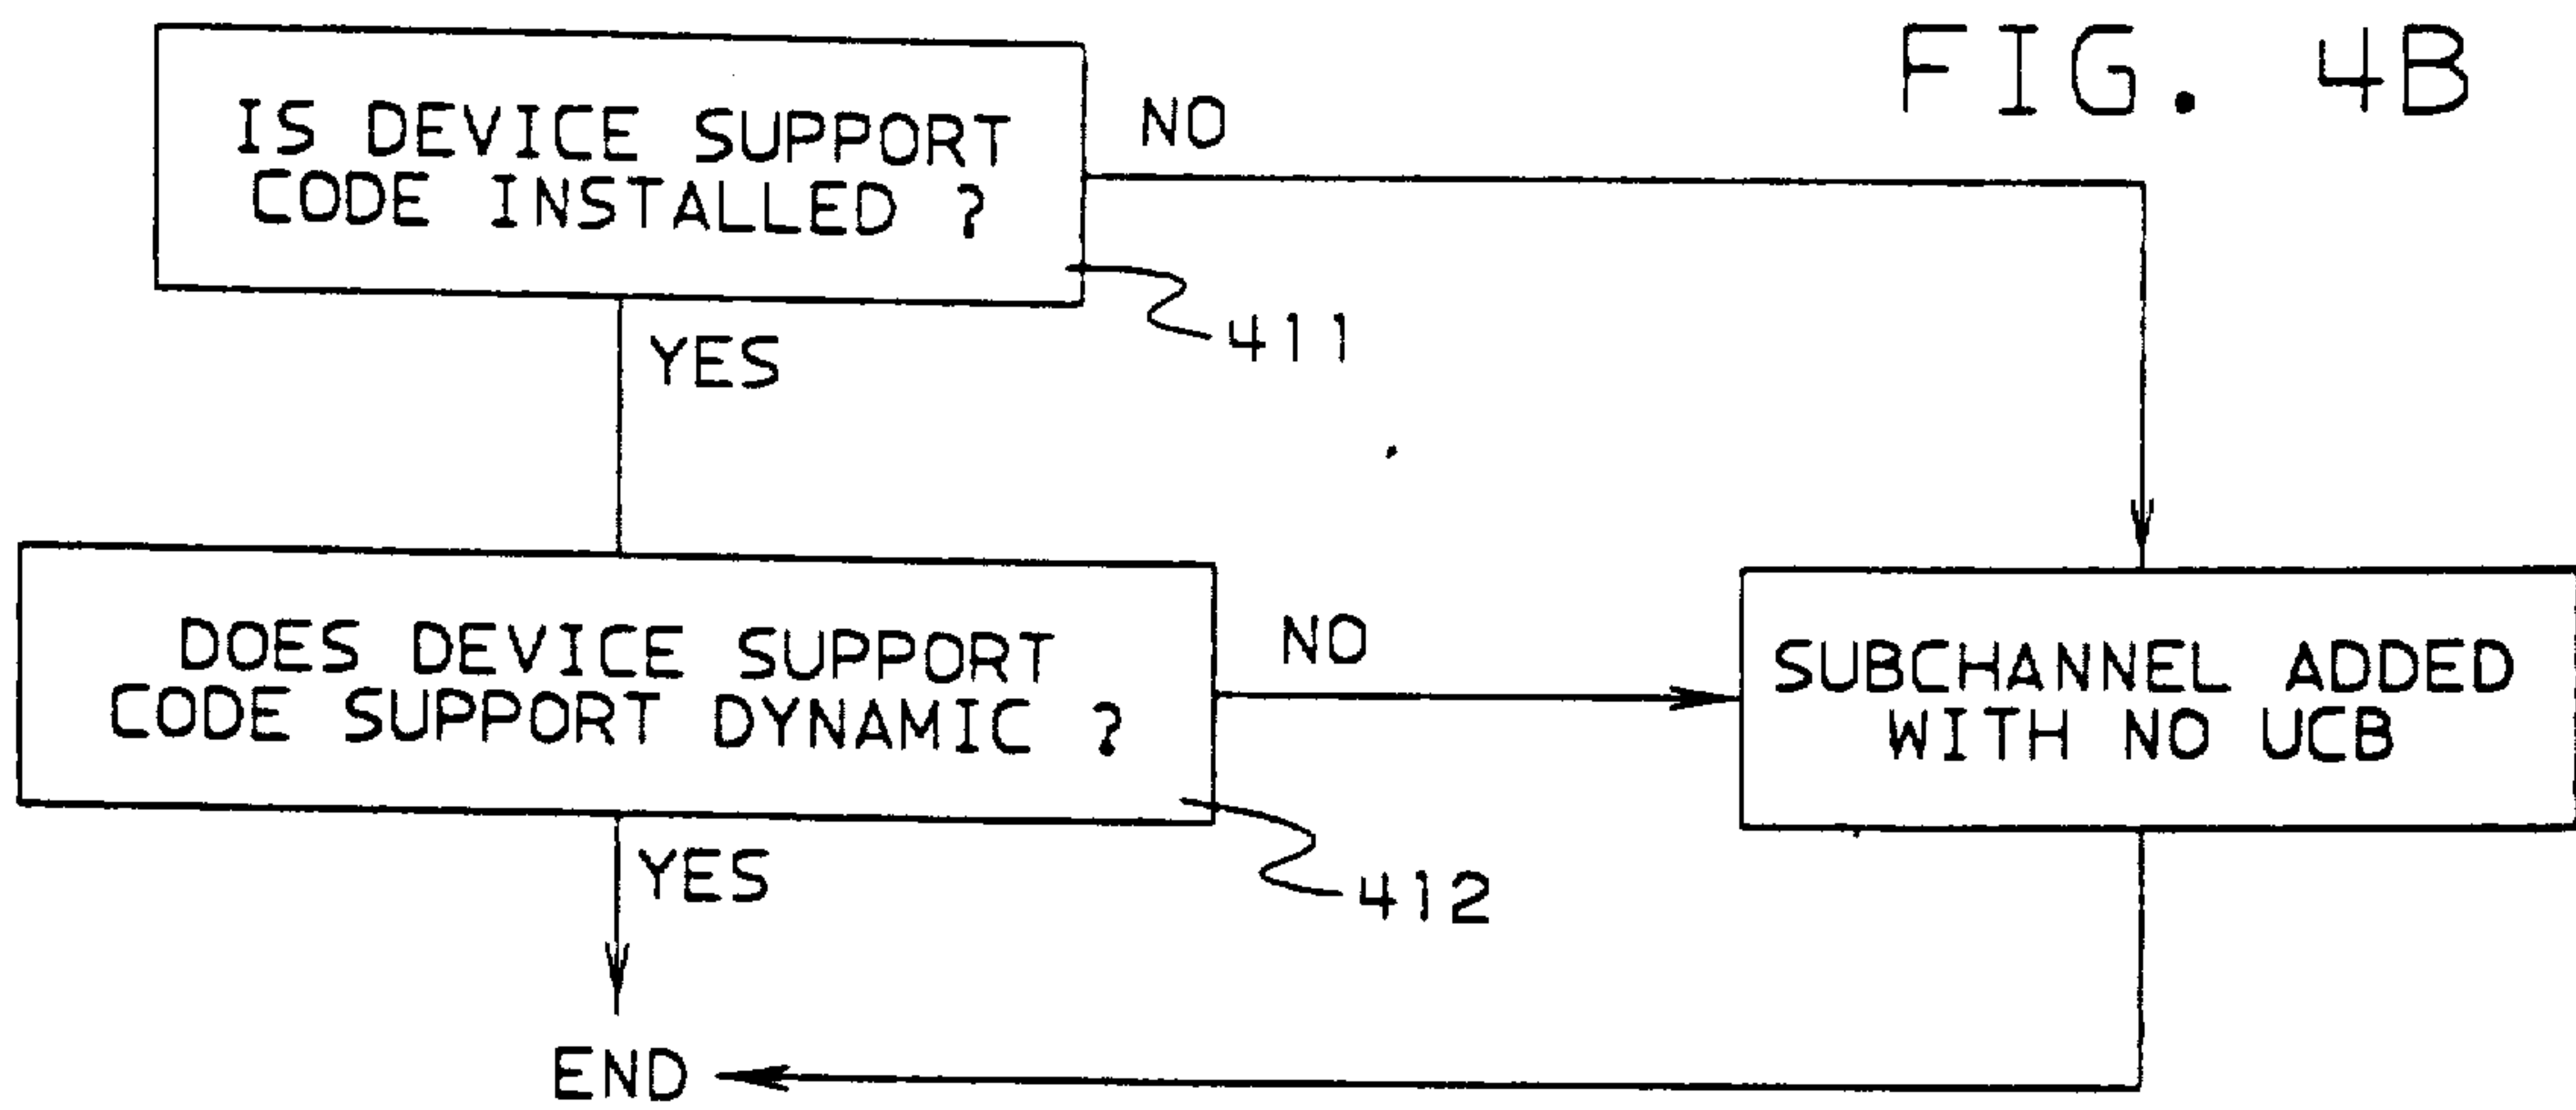 FIG. 4B
IS DEVICE SUPPORT
CODE INSTALLED ?
NO
411
YES
DOES DEVICE SUPPORT
CODE SUPPORT DYNAMIC ?
NO
412
YES
SUBCHANNEL ADDED
WITH NO UCB
END